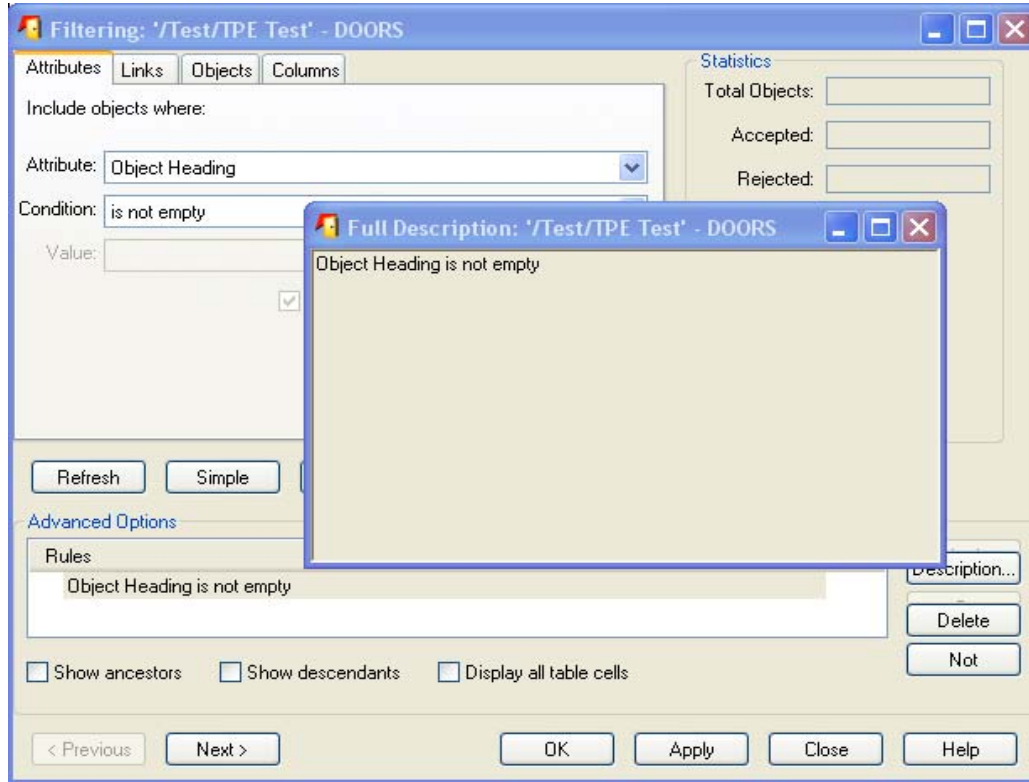 Filtering: '/Test/TPE Test' - DOORS
Attributes Links Objects Columns
Include objects where:
Attribute: Object Heading
Condition: is not empty
Value:
Statistics
Total Objects:
Accepted:
Rejected:
Full Description: '/Test/TPE Test' - DOORS
Object Heading is not empty
Refresh Simple
Advanced Options
Rules
Object Heading is not empty
Description...
Delete
Not
Show ancestors Show descendants Display all table cells
< Previous Next > OK Apply Close Help